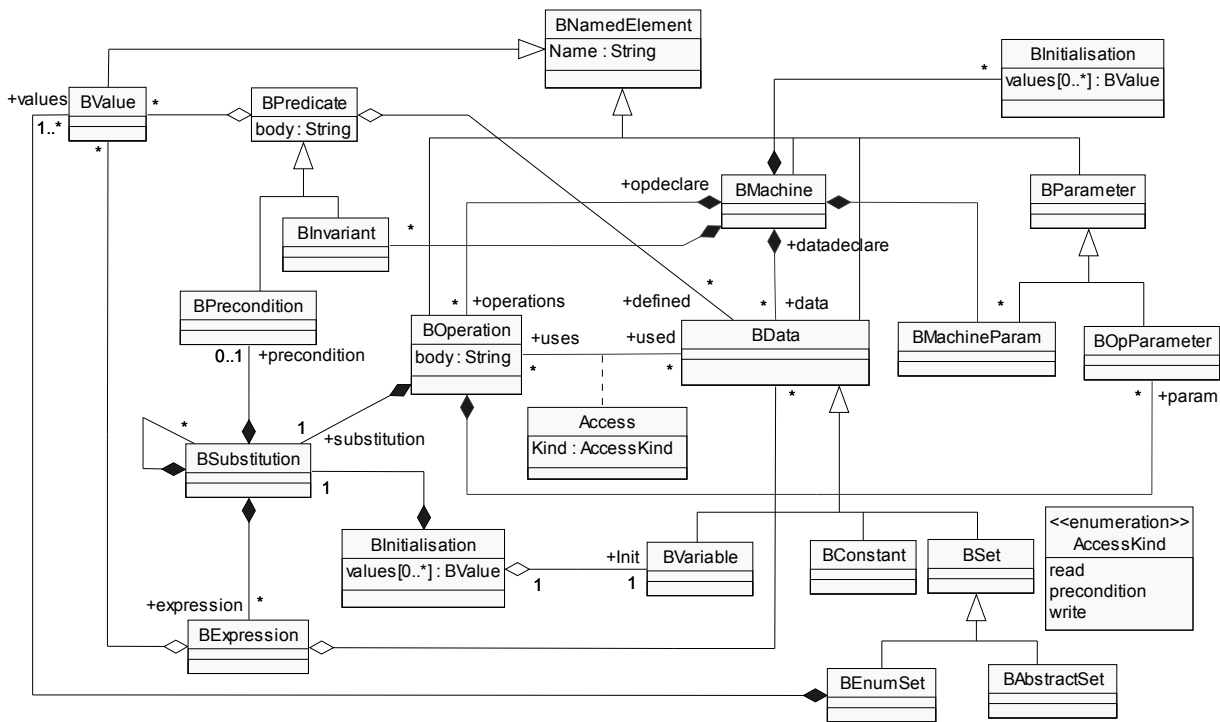 BNamedElement
Name : String
BInitialisation
values[0..*] : BValue
*
+values
BValue
1..*
*
*
BPredicate
body : String
+opdeclare
BMachine
BParameter
BInvariant
*
+datadeclare
BPrecondition
0..1
+precondition
*
+operations
BOperation
body : String
+uses
*
*
+defined
+used
*
*
+data
BData
*
*
BMachineParam
BOpParameter
*
+param
Access
Kind : AccessKind
*
1
+substitution
BSubstitution
1
BInitialisation
values[0..*] : BValue
1
+Init
1
BVariable
BConstant
BSet
<<enumeration>>
AccessKind
read
precondition
write
+expression
*
BExpression
BEnumSet
BAbstractSet